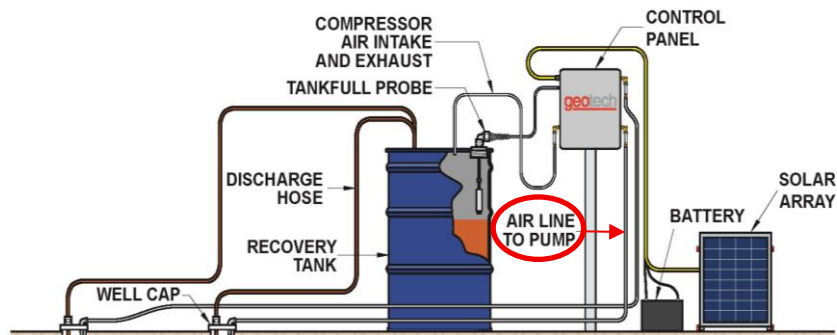 COMPRESSOR
AIR INTAKE
AND EXHAUST
TANKFULL PROBE
CONTROL
PANEL
geotech
DISCHARGE
HOSE
RECOVERY
TANK
WELL CAP
AIR LINE
TO PUMP
BATTERY
SOLAR
ARRAY